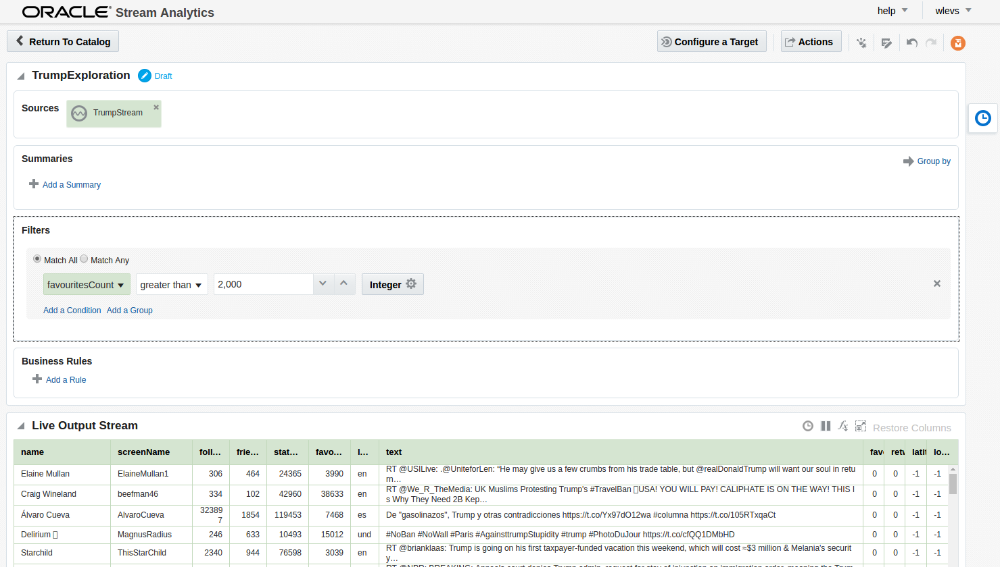 ORACLE Stream Analytics
help wlevs
Return To Catalog Configure a Target Actions
TrumpExploration Draft
Sources TrumpStream
Summaries
Group by
Add a Summary
Filters
Match All Match Any
favouritesCount greater than 2,000 Integer
Add a Condition Add a Group
Business Rules
Add a Rule
Live Output Stream Restore Columns
name screenName foll... frie... stat... favo... l... text fav retw latit lo...
Elaine Mullan ElaineMullan1 306 464 24365 3990 en RT @USILive: .@UniteforLen: “He may give us a few crumbs from his trade table, but @realDonaldTrump will want our soul in retu
rn… 0 0 -1 -1
Craig Wineland beefman46 334 102 42960 38633 en RT @We_R_TheMedia: UK Muslims Protesting Trump's #TravelBan USA! YOU WILL PAY! CALIPHATE IS ON THE WAY! THIS I
s Why They Need 2B Kep… 0 0 -1 -1
Álvaro Cueva AlvaroCueva 32389
7 1854 119453 7468 es De "gasolinazos", Trump y otras contradicciones https://t.co/Yx97dO12wa #columna https://t.co/105RTxqaCt 0 0 -1 -1
Delirium MagnusRadius 246 633 10493 15012 und #NoBan #NoWall #Paris #AgainsttrumpStupidity #trump #PhotoDuJour https://t.co/cfQQ1DMbHD 0 0 -1 -1
Starchild ThisStarChild 2340 944 76598 3039 en RT @brianklaas: Trump is going on his first taxpayer-funded vacation this weekend, which will cost ≈$3 million & Melania's securit
y… 0 0 -1 -1